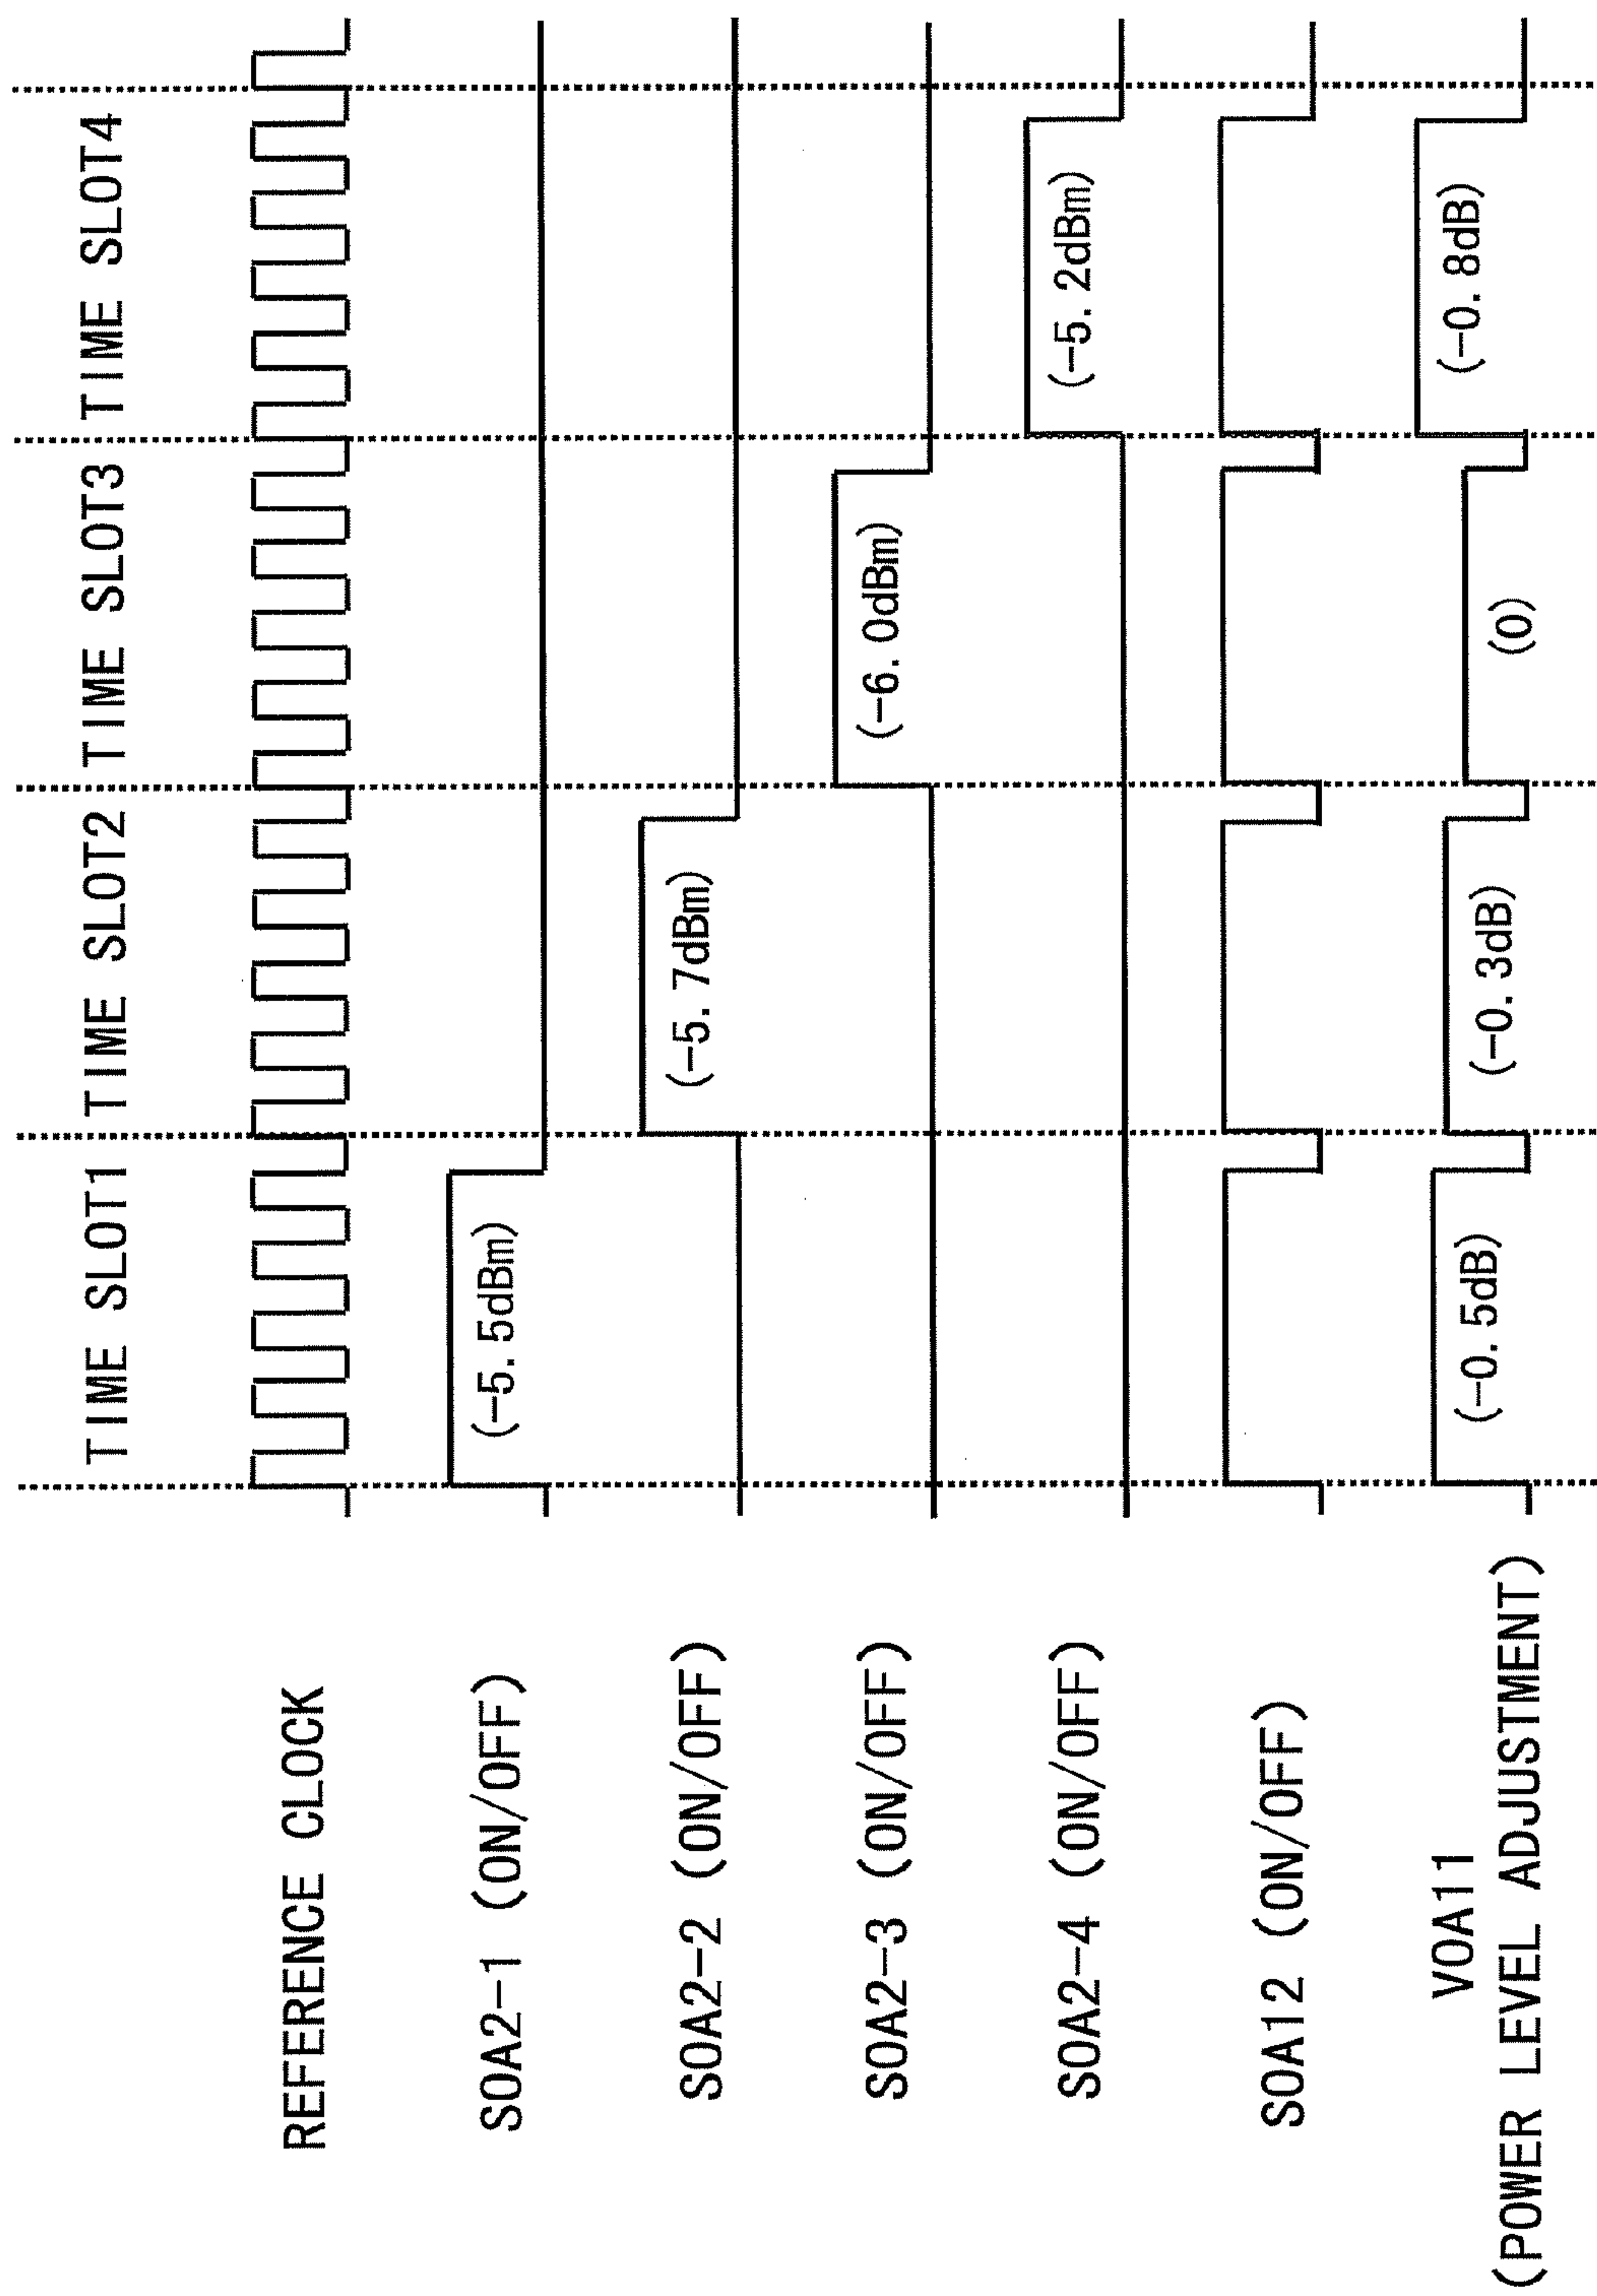 TIME SLOT1 TIME SLOT2 TIME SLOT3 TIME SLOT4
REFERENCE CLOCK
SOA2-1 (ON/OFF)
(-5.5dBm)
SOA2-2 (ON/OFF)
(-5.7dBm)
SOA2-3 (ON/OFF)
(-6.0dBm)
SOA2-4 (ON/OFF)
(-5.2dBm)
SOA12 (ON/OFF)
VOA11
(POWER LEVEL ADJUSTMENT)
(-0.5dB)
(-0.3dB)
(0)
(-0.8dB)